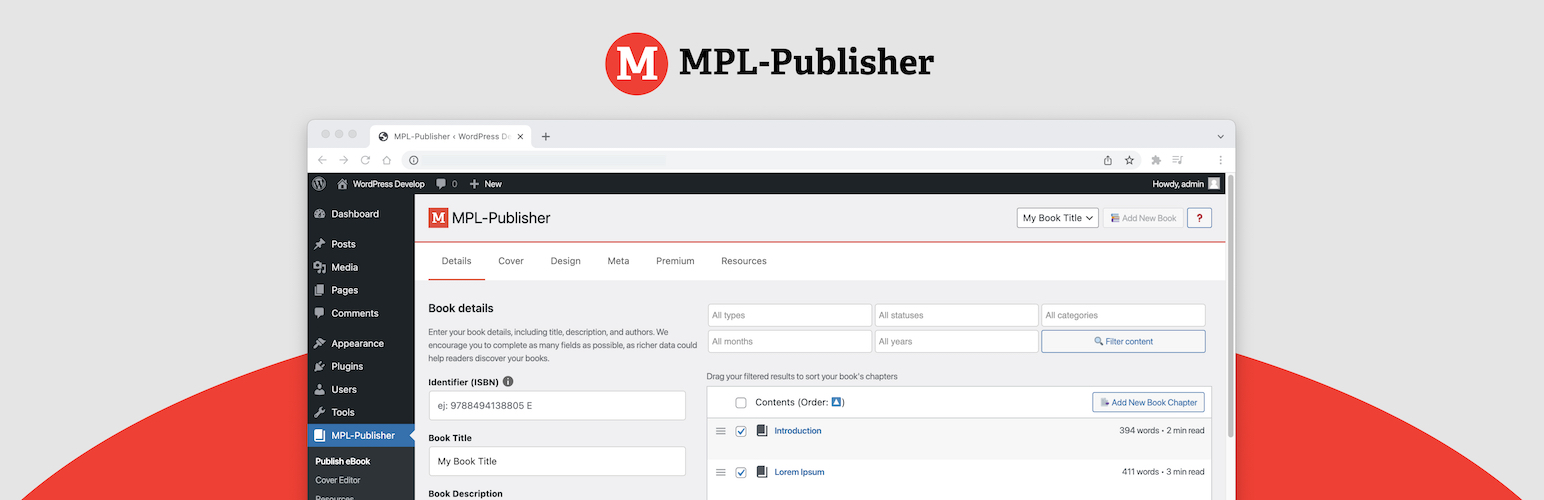 M MPL-Publisher
MPL-Publisher ‹ WordPress De
WordPress Develop 0 + New Howdy, admin
Dashboard
Posts
Media
Pages
Comments
Appearance
Plugins
Users
Tools
MPL-Publisher
Publish eBook
Cover Editor
Resources
M MPL-Publisher
My Book Title
Add New Book
?
Details Cover Design Meta Premium Resources
Book details
Enter your book details, including title, description, and authors. We
encourage you to complete as many fields as possible, as richer data could
help readers discover your books.
Identifier (ISBN)
ej: 9788494138805 E
Book Title
My Book Title
Book Description
All types All statuses All categories
All months All years Filter content
Drag your filtered results to sort your book's chapters
Contents (Order: )
Add New Book Chapter
Introduction 394 words • 2 min read
Lorem Ipsum 411 words • 3 min read